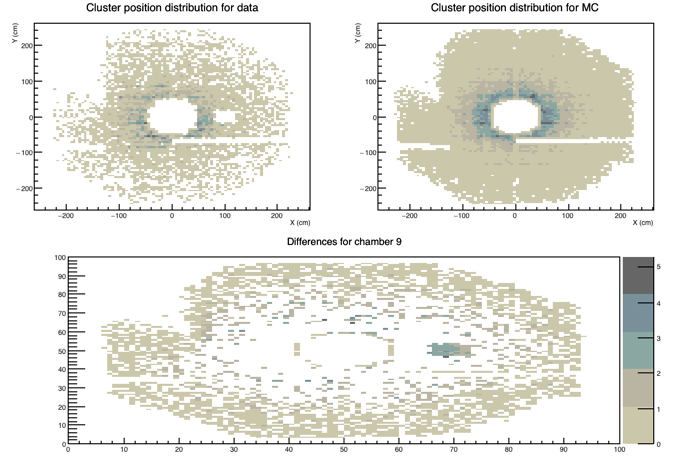 Cluster position distribution for data
Cluster position distribution for MC
Y (cm)
Y (cm)
200
200
100
100
0
0
−100
−100
−200
−200
−200 −100 0 100 200
−200 −100 0 100 200
X (cm)
X (cm)
Differences for chamber 9
100
90
80
70
60
50
40
30
20
10
0
0 10 20 30 40 50 60 70 80 90 100
5
4
3
2
1
0